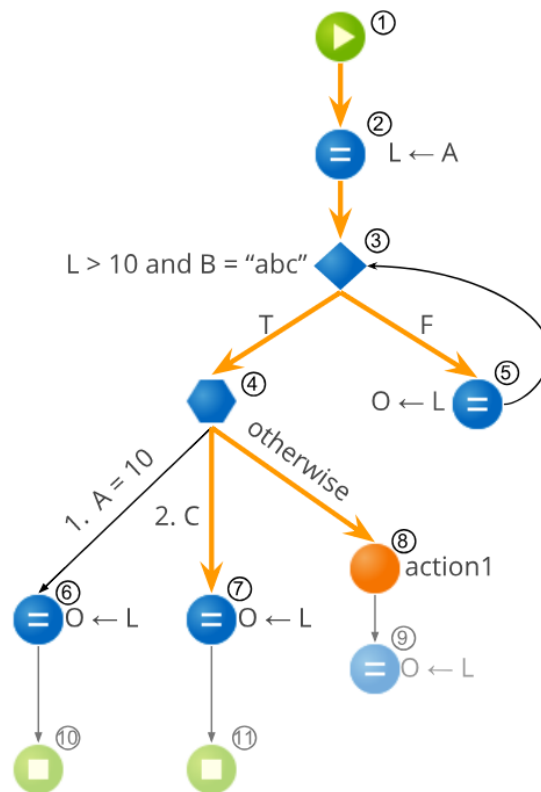 ①
②
L ← A
③
L > 10 and B = “abc”
T
F
④
⑤
O ← L
otherwise
1. A = 10
2. C
⑧
action1
⑥
O ← L
⑦
O ← L
⑨
O ← L
⑩
⑪